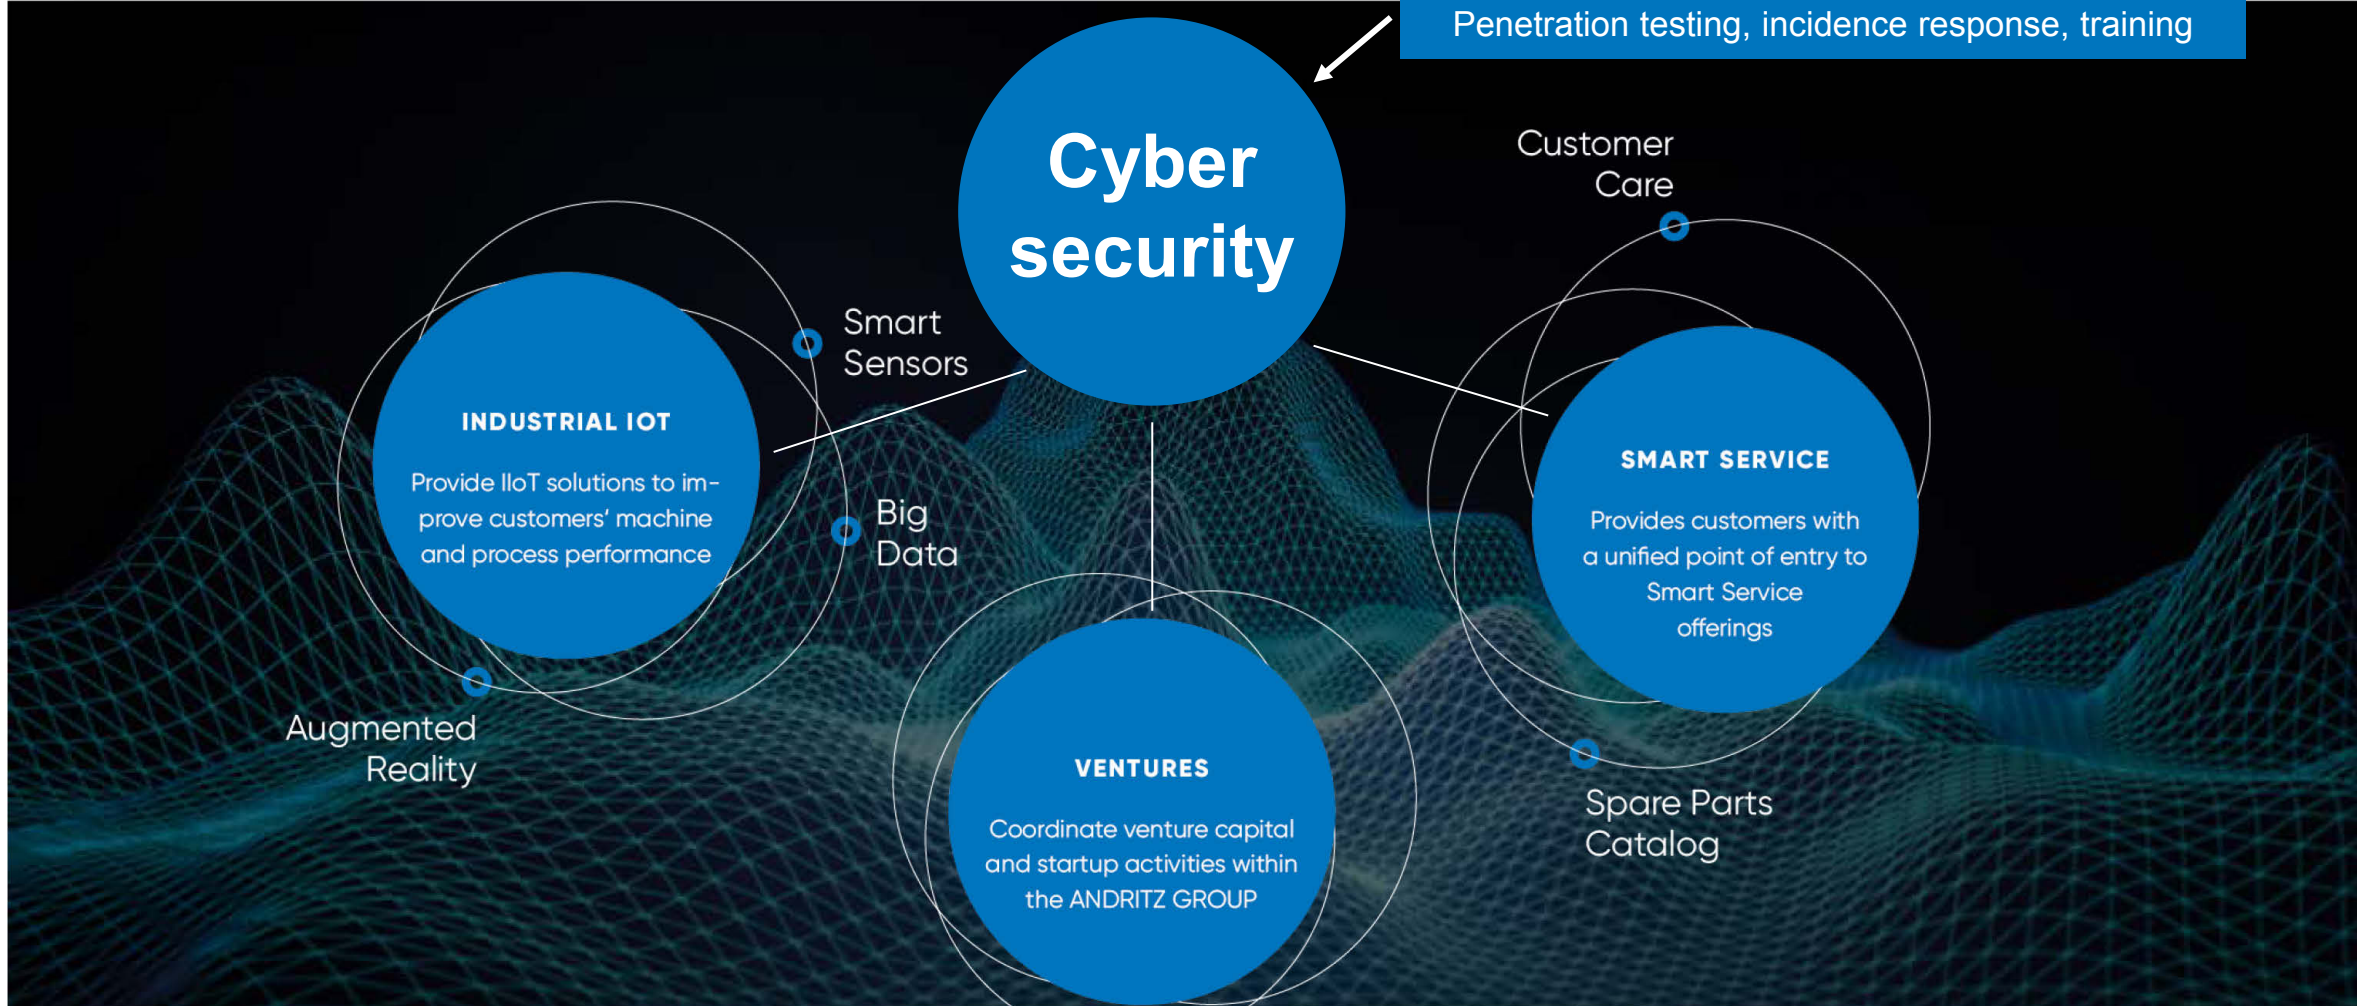 Penetration testing, incidence response, training
Cyber
security
Customer
Care
Smart
Sensors
INDUSTRIAL IOT
Provide IIoT solutions to im-
prove customers‘ machine
and process performance
Big
Data
Augmented
Reality
SMART SERVICE
Provides customers with
a unified point of entry to
Smart Service
offerings
Spare Parts
Catalog
VENTURES
Coordinate venture capital
and startup activities within
the ANDRITZ GROUP